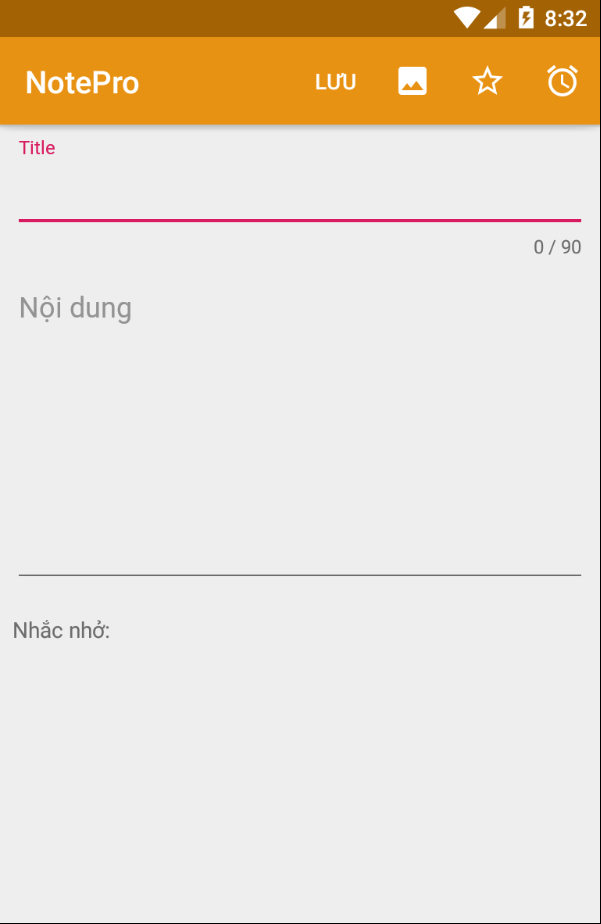 8:32
NotePro LƯU
Title
0 / 90
Nội dung
Nhắc nhở: